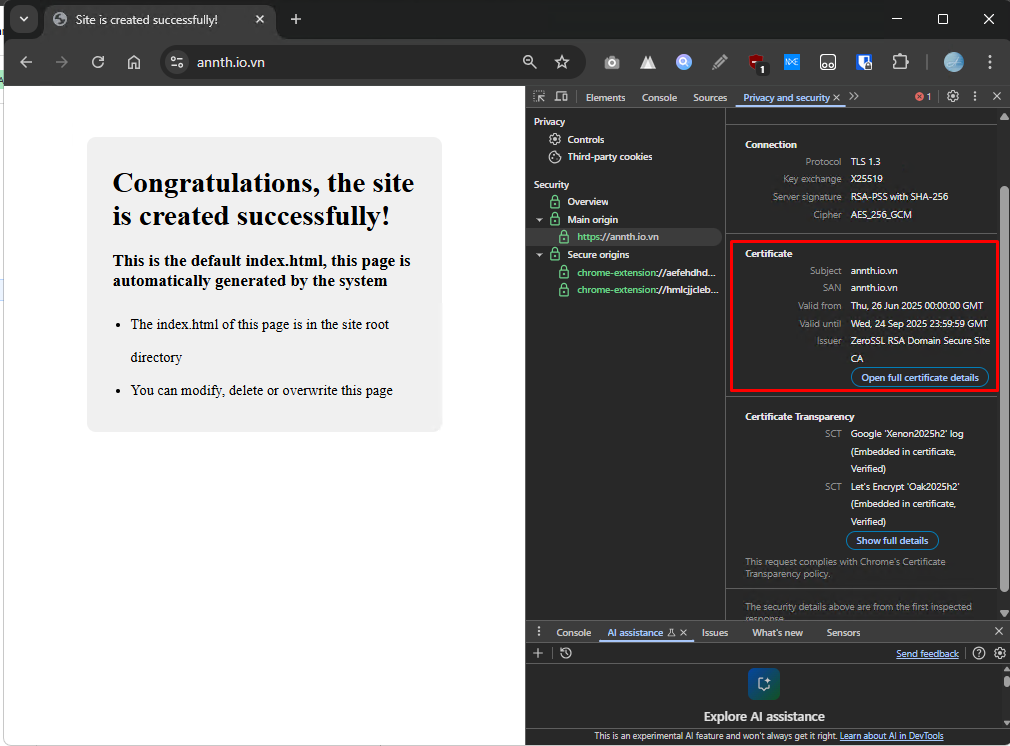 Site is created successfully!
annth.io.vn
1
Congratulations, the site
is created successfully!
This is the default index.html, this page is
automatically generated by the system
• The index.html of this page is in the site root
directory
• You can modify, delete or overwrite this page
Elements
Console
Sources
Privacy and security
1
Privacy
Controls
Third-party cookies
Security
Overview
Main origin
https://annth.io.vn
Secure origins
chrome-extension://aefehdhd...
chrome-extension://hmlcjjcleb...
Connection
Protocol TLS 1.3
Key exchange X25519
Server signature RSA-PSS with SHA-256
Cipher AES_256_GCM
Certificate
Subject annth.io.vn
SAN annth.io.vn
Valid from Thu, 26 Jun 2025 00:00:00 GMT
Valid until Wed, 24 Sep 2025 23:59:59 GMT
Issuer ZeroSSL RSA Domain Secure Site
CA
Open full certificate details
Certificate Transparency
SCT Google 'Xenon2025h2' log
(Embedded in certificate,
Verified)
SCT Let's Encrypt 'Oak2025h2'
(Embedded in certificate,
Verified)
Show full details
This request complies with Chrome's Certificate
Transparency policy.
The security details above are from the first inspected
response.
Console
AI assistance
Issues
What's new
Sensors
Send feedback
Explore AI assistance
This is an experimental AI feature and won't always get it right. Learn about AI in DevTools